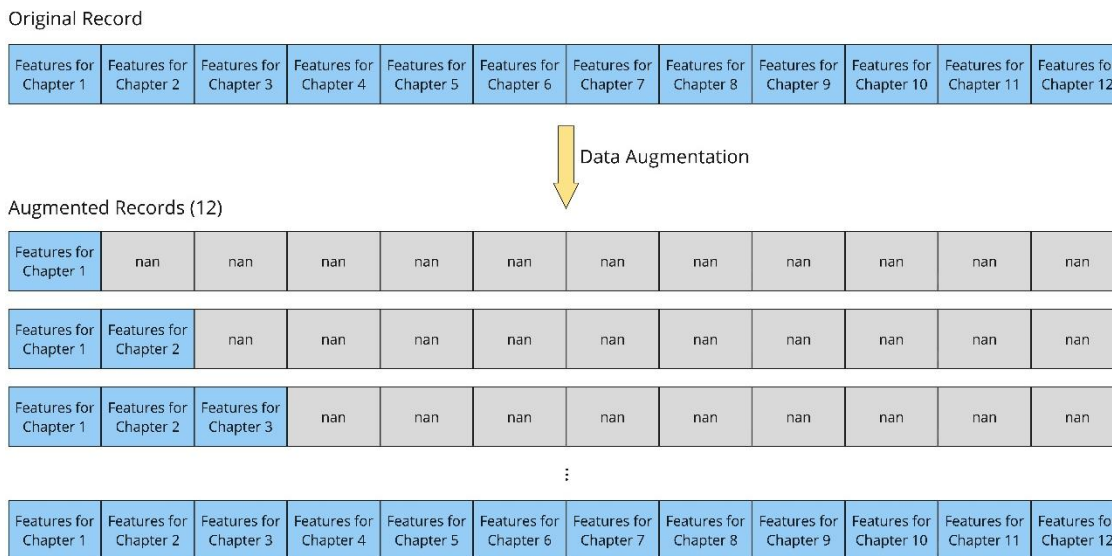 Original Record
Features for Features for Features for Features for Features for Features for Features for Features for Features for Features for Features for Features for
Chapter 1 Chapter 2 Chapter 3 Chapter 4 Chapter 5 Chapter 6 Chapter 7 Chapter 8 Chapter 9 Chapter 10 Chapter 11 Chapter 12
Data Augmentation
Augmented Records (12)
Features for
Chapter 1 nan nan nan nan nan nan nan nan nan nan nan
Features for Features for
Chapter 1 Chapter 2 nan nan nan nan nan nan nan nan nan nan
Features for Features for Features for
Chapter 1 Chapter 2 Chapter 3 nan nan nan nan nan nan nan nan nan
⋮
Features for Features for Features for Features for Features for Features for Features for Features for Features for Features for Features for Features for
Chapter 1 Chapter 2 Chapter 3 Chapter 4 Chapter 5 Chapter 6 Chapter 7 Chapter 8 Chapter 9 Chapter 10 Chapter 11 Chapter 12